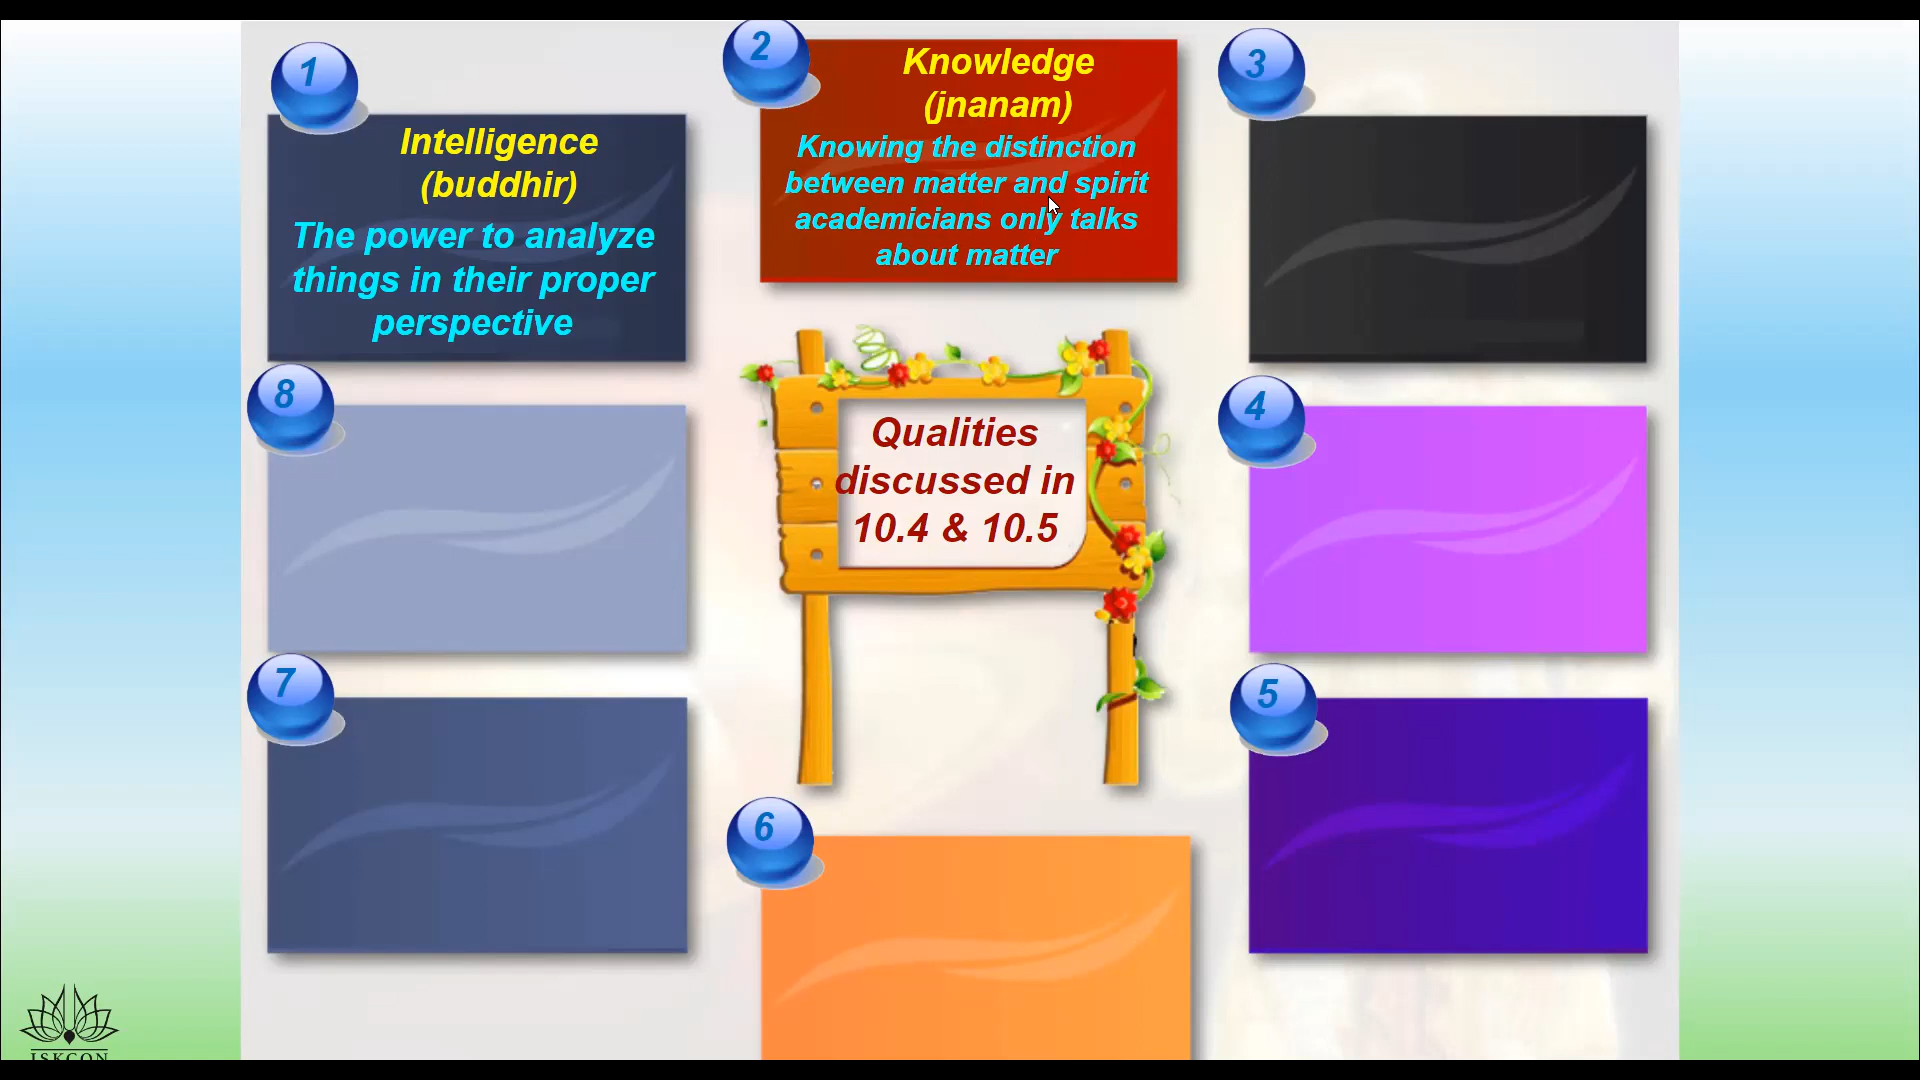 1
Intelligence
(buddhir)
The power to analyze
things in their proper
perspective
2
Knowledge
(jnanam)
Knowing the distinction
between matter and spirit
academicians only talks
about matter
3
8
Qualities
discussed in
10.4 & 10.5
4
7
5
6
ISKCON